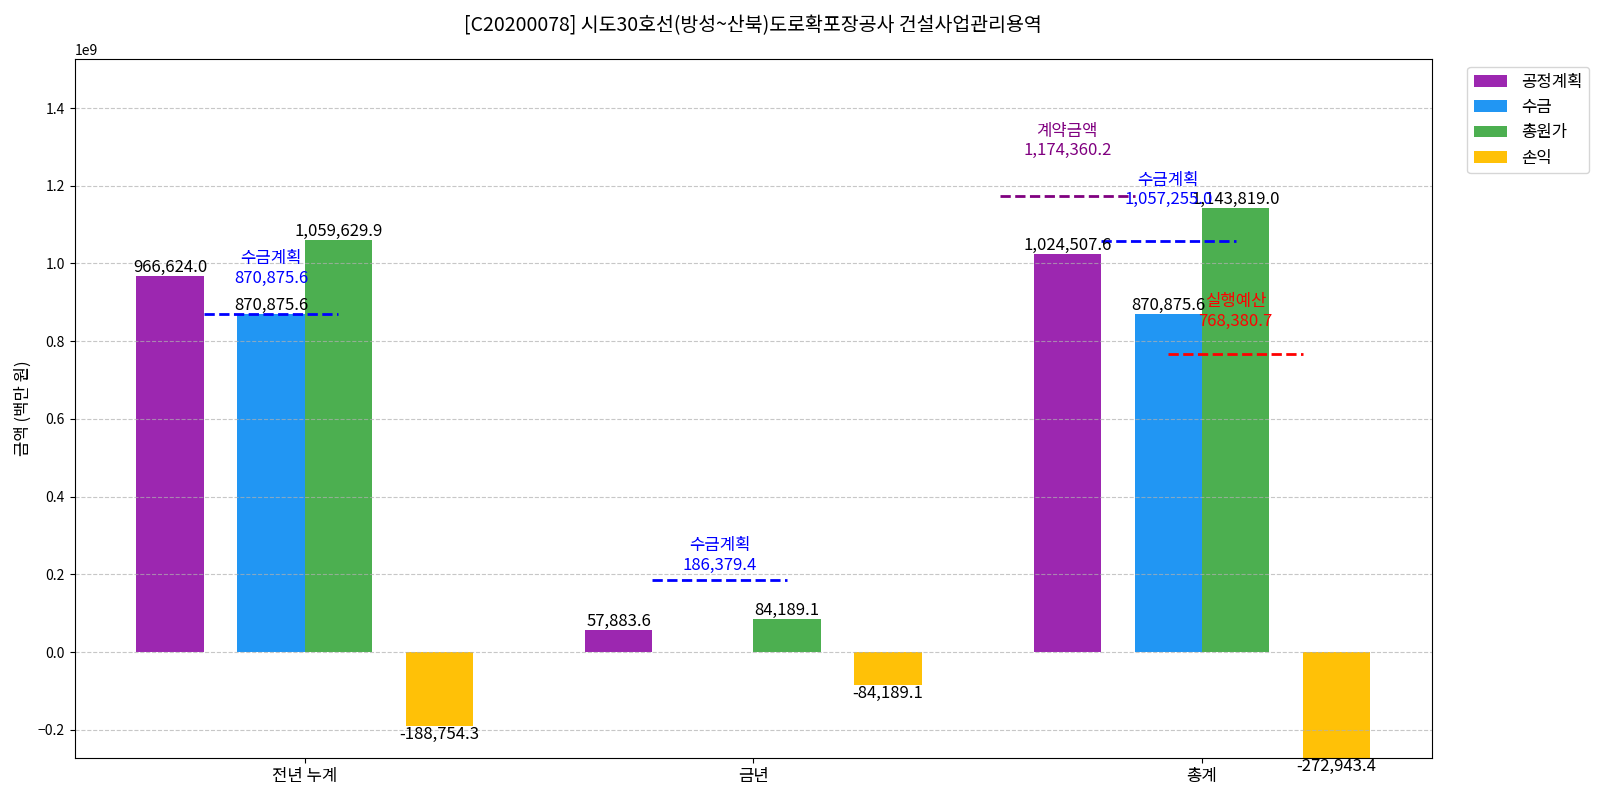 [C20200078] 시도30호선(방성~산북)도로확포장공사 건설사업관리용역
1e9
1.4
1.2
1.0
0.8
0.6
0.4
0.2
0.0
−0.2
금액 (백만 원)
966,624.0
수금계획
870,875.6
870,875.6
1,059,629.9
-188,754.3
57,883.6
수금계획
186,379.4
84,189.1
-84,189.1
계약금액
1,174,360.2
1,024,507.6
수금계획
1,057,255.0
870,875.6
1,143,819.0
실행예산
768,380.7
-272,943.4
전년 누계
금년
총계
공정계획
수금
총원가
손익